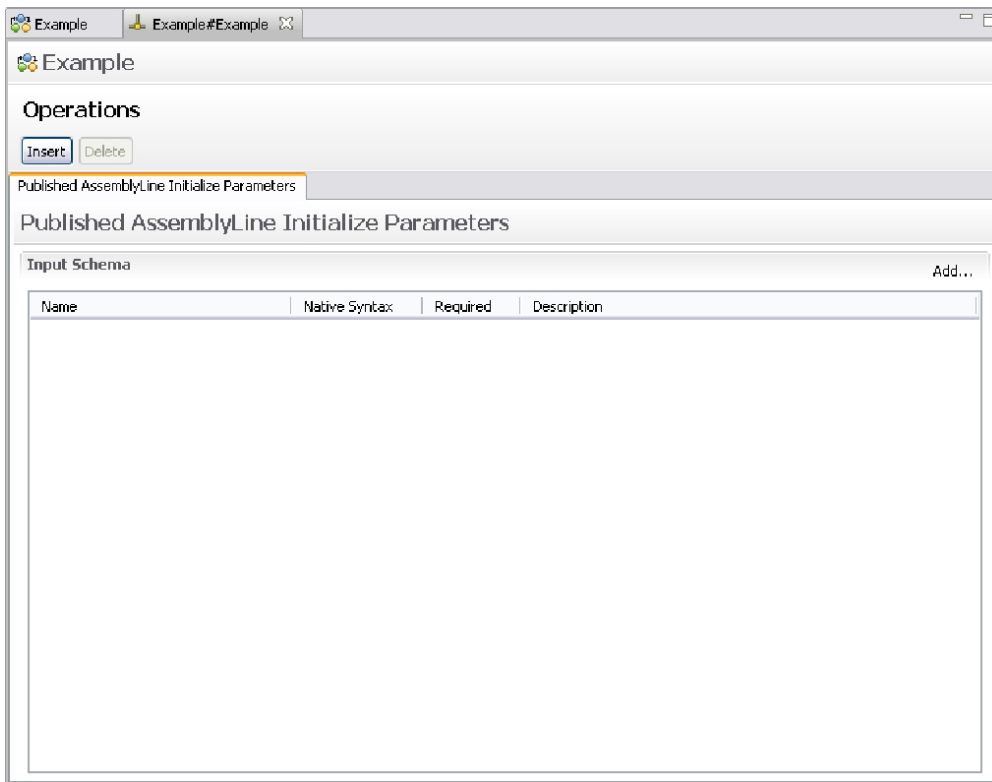 Example Example#Example
Example
Operations
Insert Delete
Published AssemblyLine Initialize Parameters
Published AssemblyLine Initialize Parameters
Input Schema Add...
Name Native Syntax Required Description